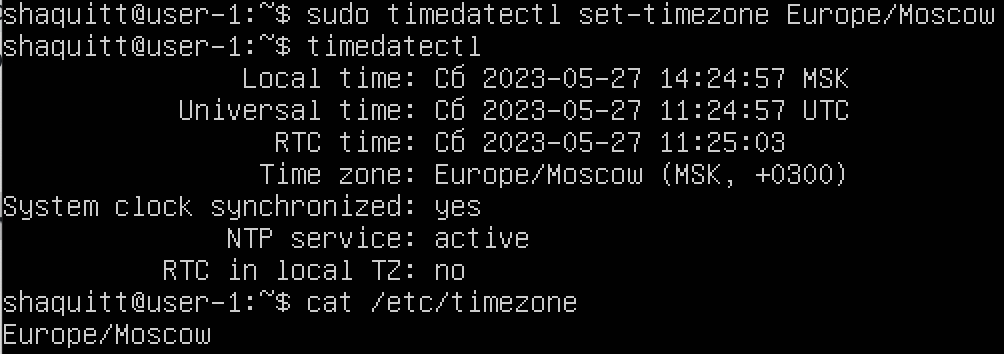 shaquitt@user-1:~$ sudo timedatectl set-timezone Europe/Moscow
shaquitt@user-1:~$ timedatectl
Local time: Сб 2023-05-27 14:24:57 MSK
Universal time: Сб 2023-05-27 11:24:57 UTC
RTC time: Сб 2023-05-27 11:25:03
Time zone: Europe/Moscow (MSK, +0300)
System clock synchronized: yes
NTP service: active
RTC in local TZ: no
shaquitt@user-1:~$ cat /etc/timezone
Europe/Moscow